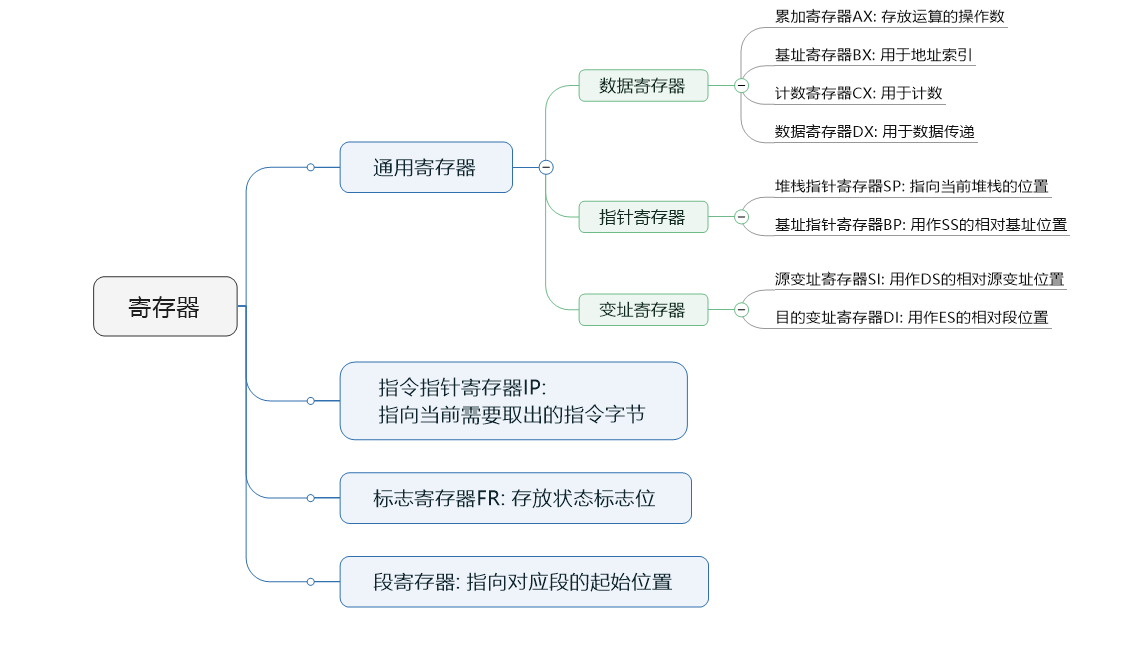 寄存器
通用寄存器
数据寄存器
累加寄存器AX: 存放运算的操作数
基址寄存器BX: 用于地址索引
计数寄存器CX: 用于计数
数据寄存器DX: 用于数据传递
指针寄存器
堆栈指针寄存器SP: 指向当前堆栈的位置
基址指针寄存器BP: 用作SS的相对基址位置
变址寄存器
源变址寄存器SI: 用作DS的相对源变址位置
目的变址寄存器DI: 用作ES的相对段位置
指令指针寄存器IP:
指向当前需要取出的指令字节
标志寄存器FR: 存放状态标志位
段寄存器: 指向对应段的起始位置